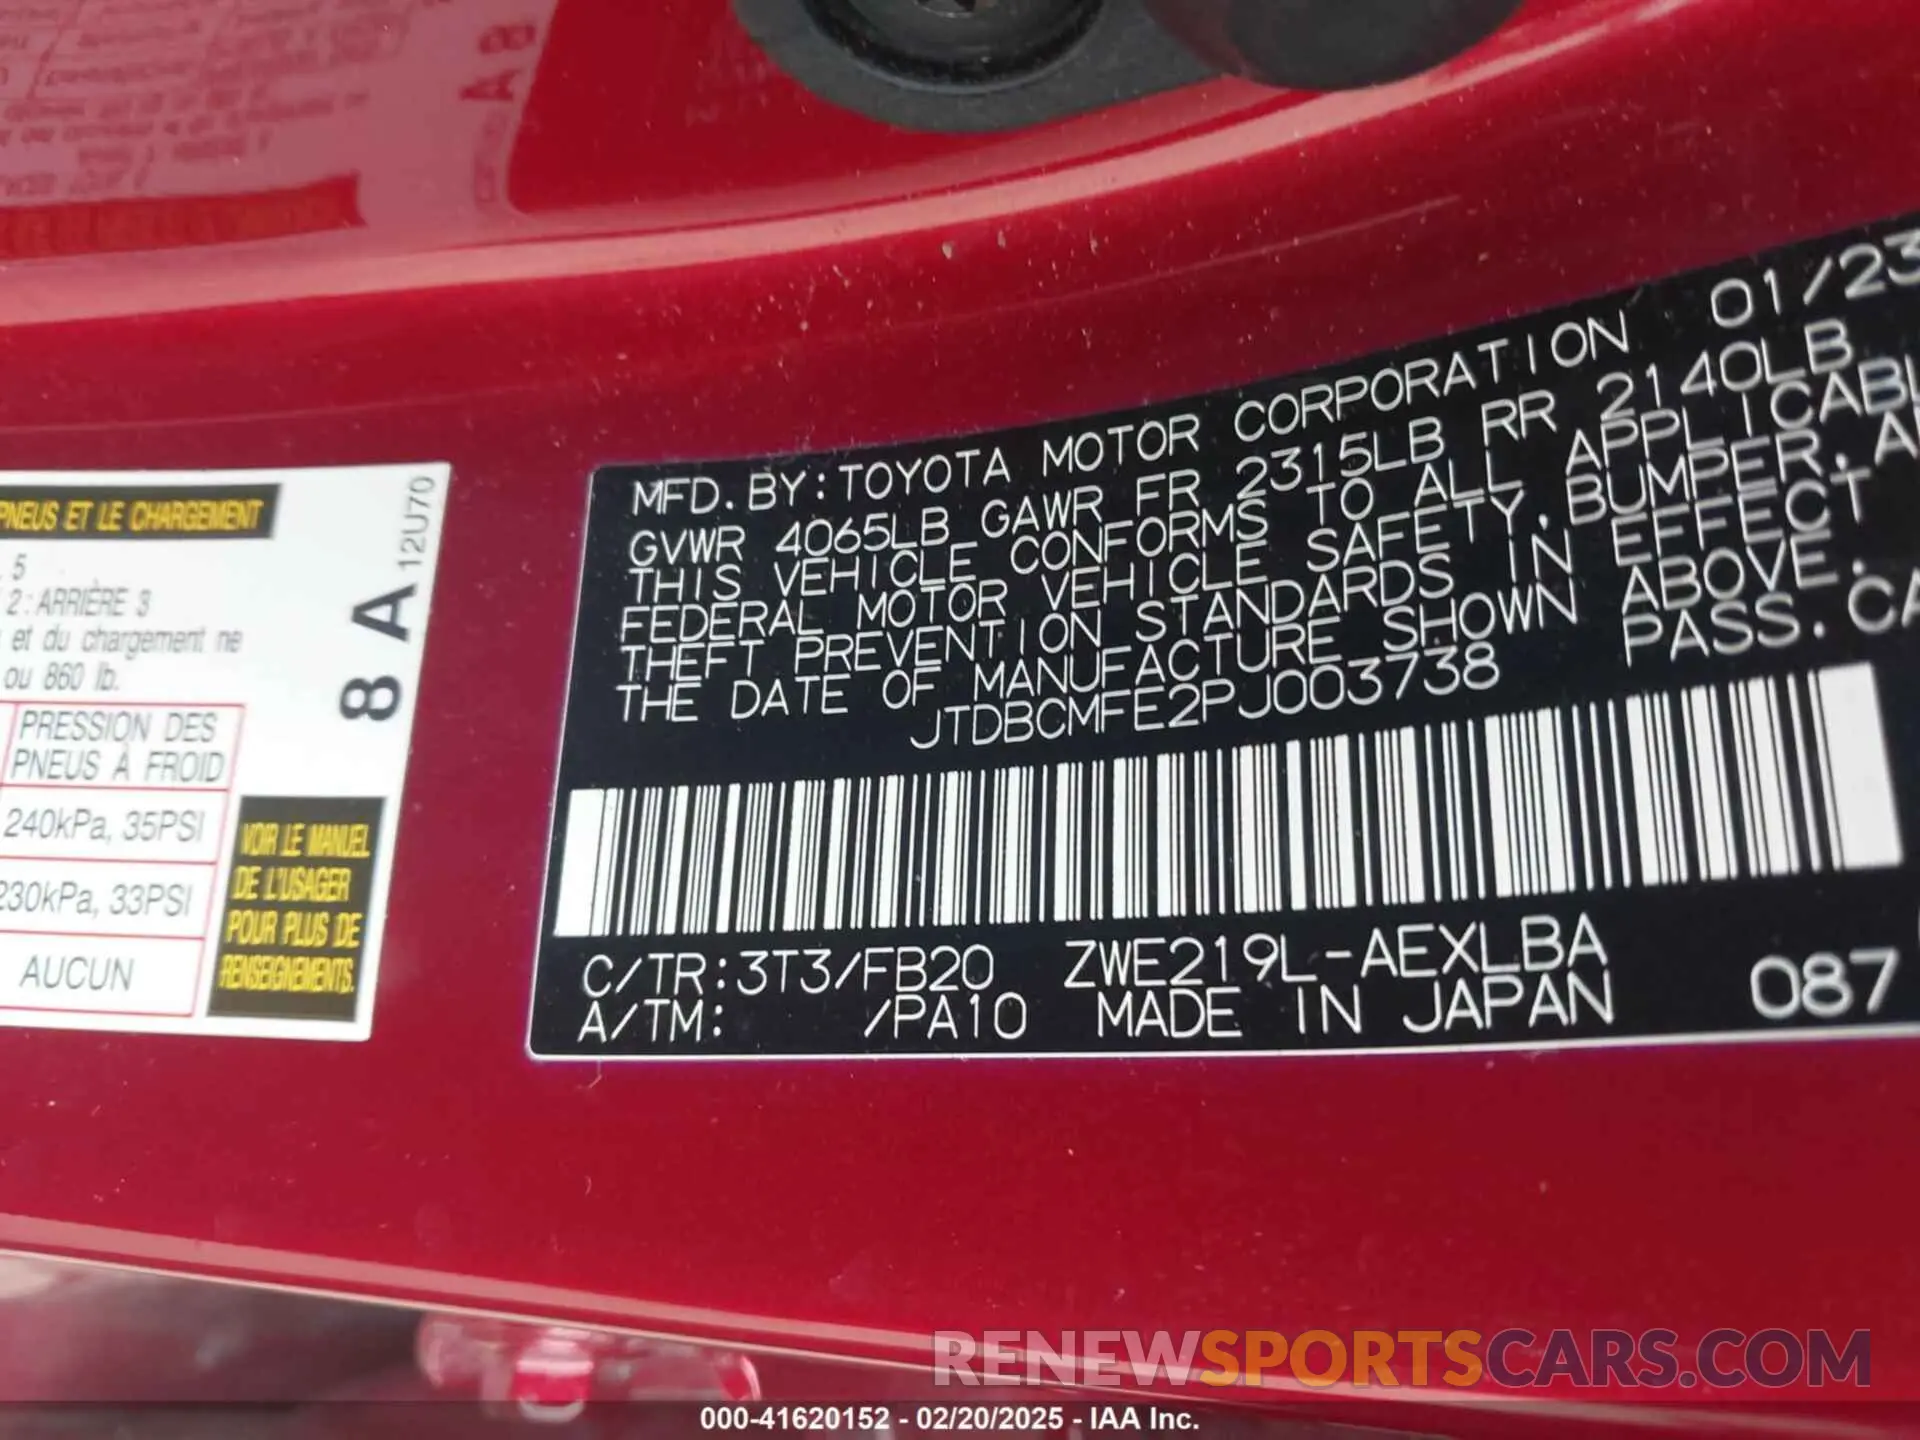 PNEUS ET LE CHARGEMENT
5
2 : ARRIÈRE 3
et du chargement ne
ou 860 lb.
PRESSION DES
PNEUS À FROID
240kPa, 35PSI
230kPa, 33PSI
AUCUN
VOIR LE MANUEL
DE L'USAGER
POUR PLUS DE
RENSEIGNEMENTS.
8 A 12U70
MFD. BY: TOYOTA MOTOR CORPORATION 01/23
GVWR 4065LB GAWR FR 2315LB RR 2140LB
THIS VEHICLE CONFORMS TO ALL APPLICABL
FEDERAL MOTOR VEHICLE SAFETY, BUMPER, A
THEFT PREVENTION STANDARDS IN EFFECT
THE DATE OF MANUFACTURE SHOWN ABOVE.
JTDBCMFE2PJ003738 PASS. CA
C/TR: 3T3/FB20 ZWE219L-AEXLBA
A/TM: /PA10 MADE IN JAPAN 087
RENEWSPORTSCARS.COM
000-41620152 - 02/20/2025 - IAA Inc.